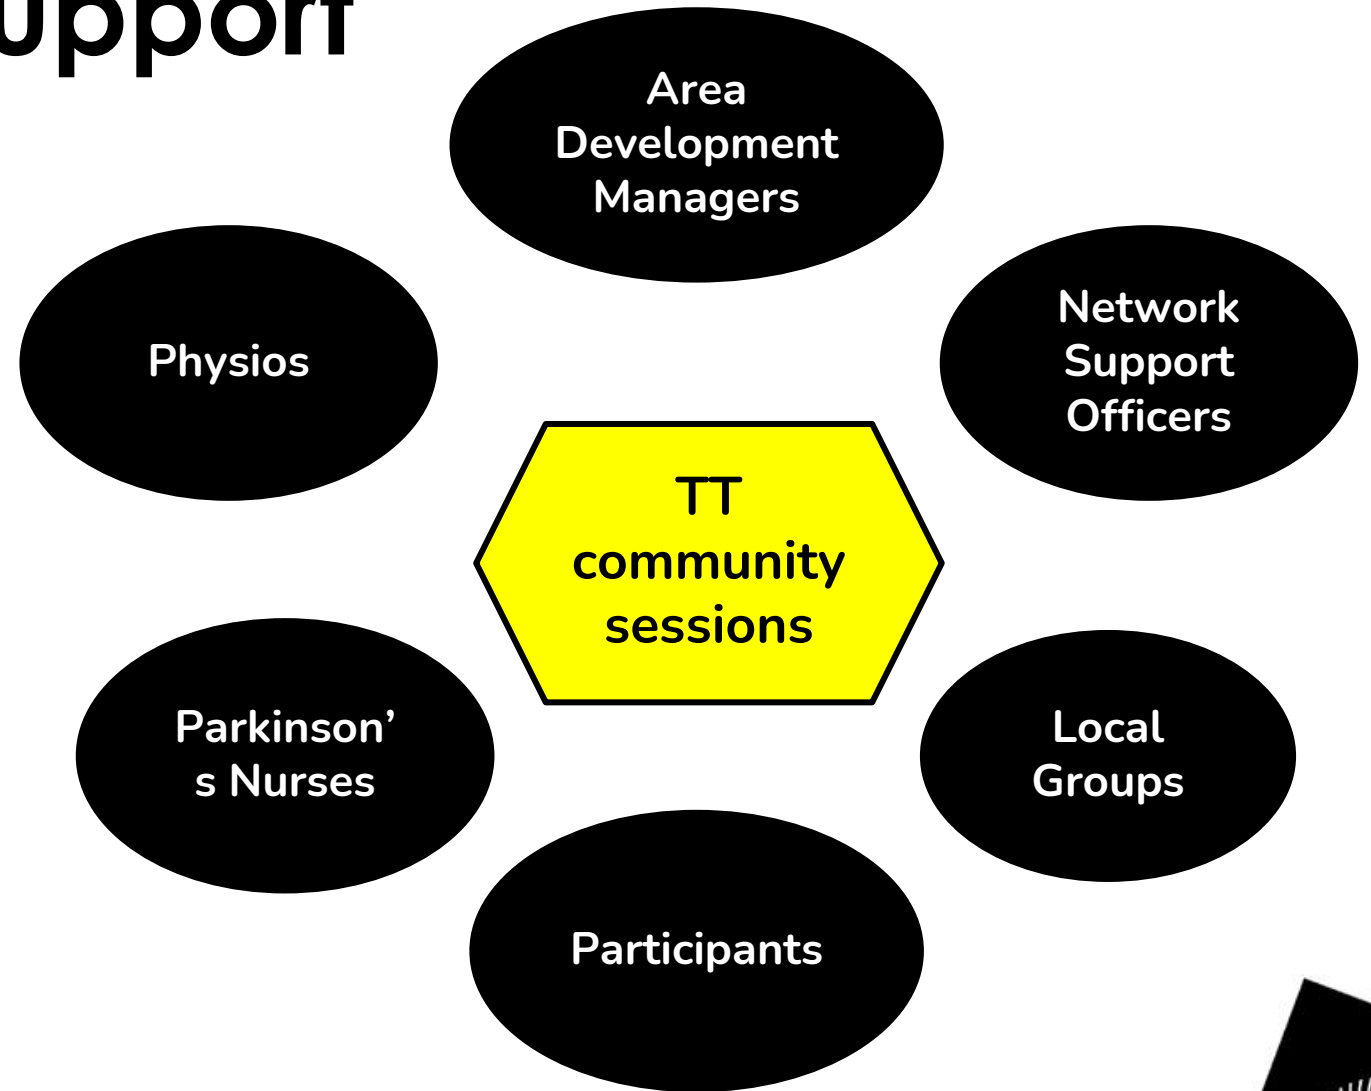 upport
Area
Development
Managers
Physios
Network
Support
Officers
TT
community
sessions
Parkinson’
s Nurses
Local
Groups
Participants